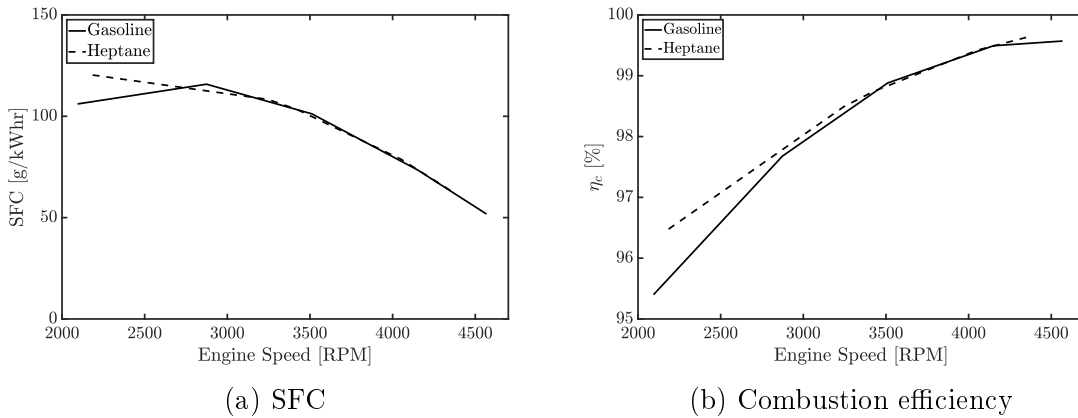 150
100
50
0
SFC [g/kWhr]
Gasoline
Heptane
2000 2500 3000 3500 4000 4500
Engine Speed [RPM]
(a) SFC
100
99
98
97
96
95
η_c [%]
Gasoline
Heptane
2000 2500 3000 3500 4000 4500
Engine Speed [RPM]
(b) Combustion efficiency